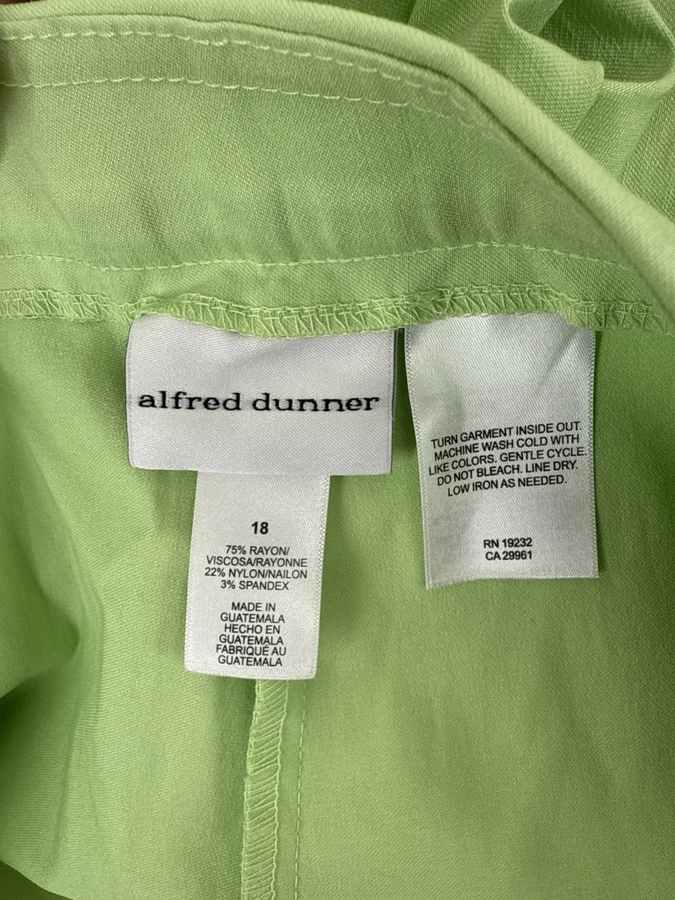 alfred dunner
18
75% RAYON/
VISCOSA/RAYONNE
22% NYLON/NAILON
3% SPANDEX
MADE IN
GUATEMALA
HECHO EN
GUATEMALA
FABRIQUÉ AU
GUATEMALA
TURN GARMENT INSIDE OUT.
MACHINE WASH COLD WITH
LIKE COLORS. GENTLE CYCLE.
DO NOT BLEACH. LINE DRY.
LOW IRON AS NEEDED.
RN 19232
CA 29961